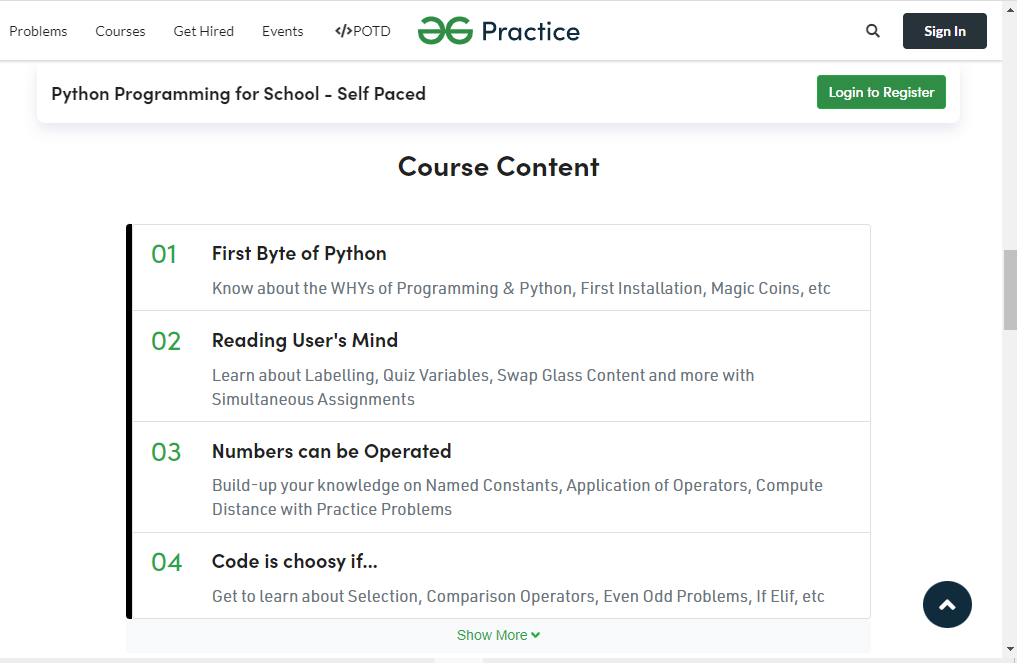 Problems Courses Get Hired Events </>POTD Practice Sign In
Python Programming for School - Self Paced Login to Register
Course Content
01 First Byte of Python
Know about the WHYs of Programming & Python, First Installation, Magic Coins, etc
02 Reading User's Mind
Learn about Labelling, Quiz Variables, Swap Glass Content and more with
Simultaneous Assignments
03 Numbers can be Operated
Build-up your knowledge on Named Constants, Application of Operators, Compute
Distance with Practice Problems
04 Code is choosy if...
Get to learn about Selection, Comparison Operators, Even Odd Problems, If Elif, etc
Show More